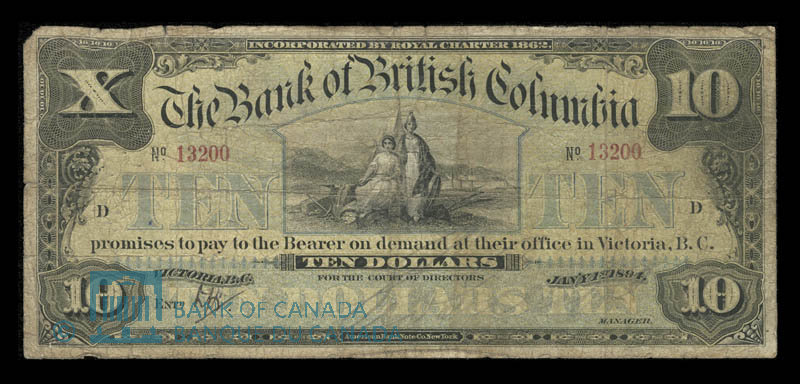 INCORPORATED BY ROYAL CHARTER 1862.
X 10
The Bank of British Columbia
No 13200 No 13200
TEN TEN
D D
promises to pay to the Bearer on demand at their office in Victoria, B.C.
TEN DOLLARS
VICTORIA, B.C. FOR THE COURT OF DIRECTORS JANY 1ST 1894.
10 10
ENTD
BANK OF CANADA
BANQUE DU CANADA
MANAGER.
American Bank Note Co. New York